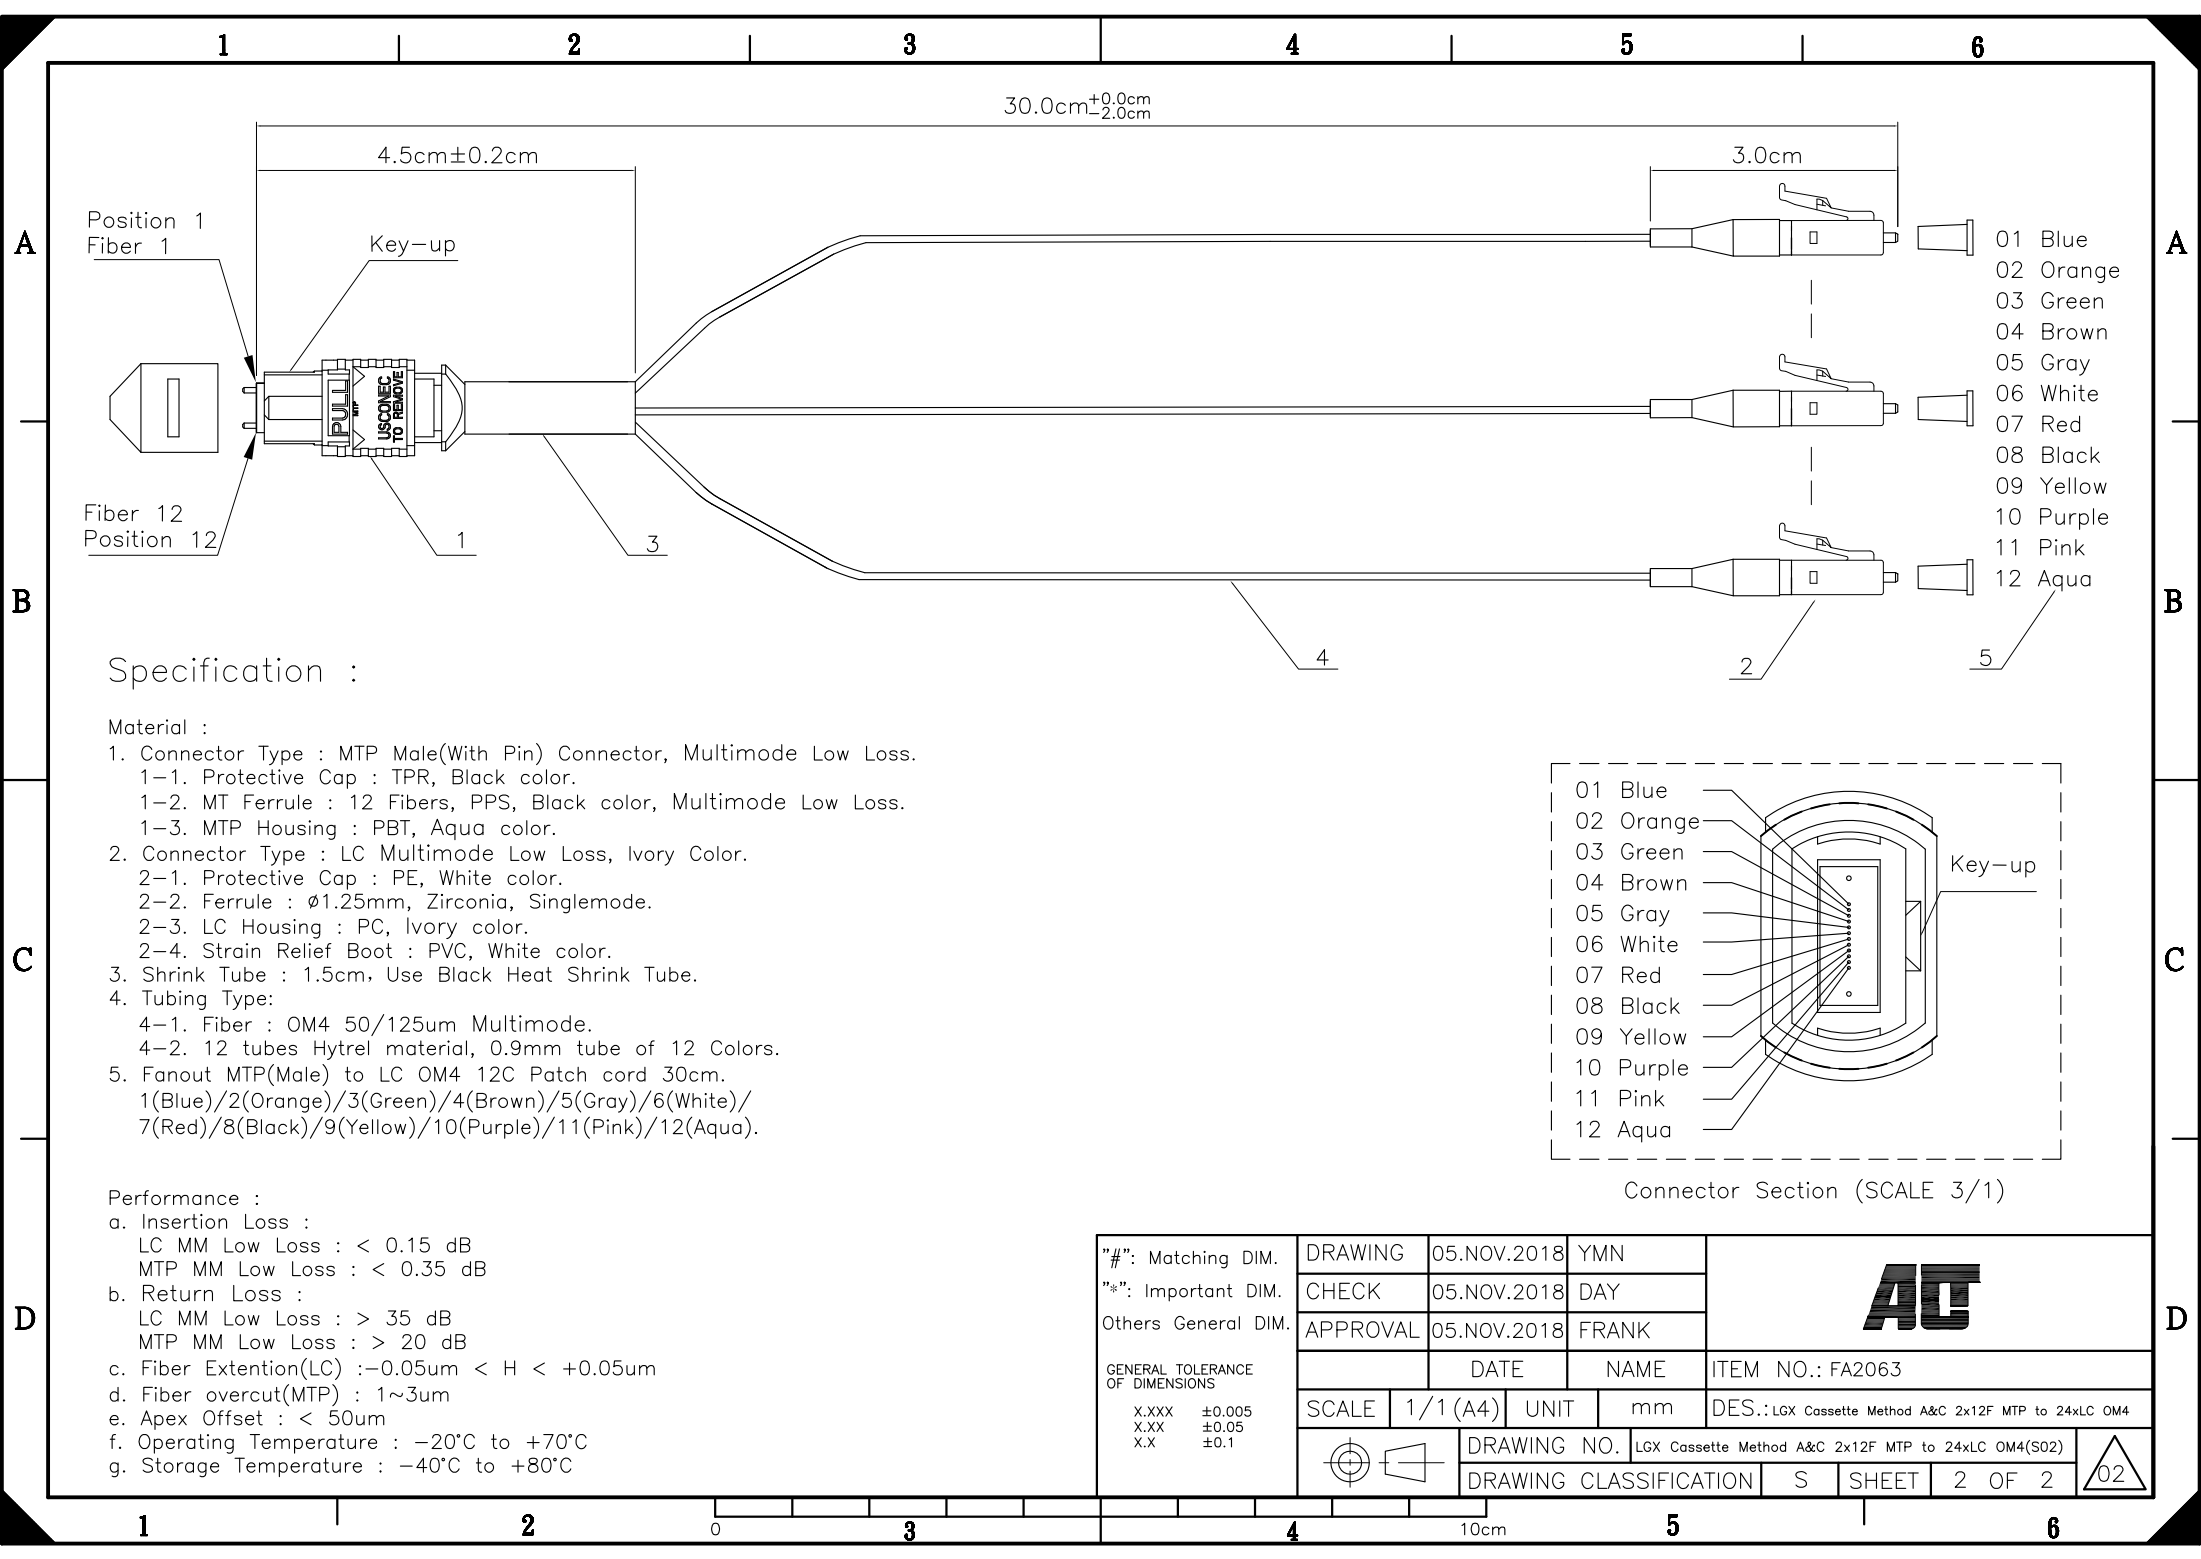 1 2 3 4 5 6
30.0cm+0.0cm
−2.0cm
4.5cm±0.2cm
3.0cm
Position 1
Fiber 1
Key−up
A
A
01 Blue
02 Orange
03 Green
04 Brown
05 Gray
06 White
07 Red
08 Black
09 Yellow
10 Purple
11 Pink
12 Aqua
PULL
MTP
USCONEC
TO REMOVE
Fiber 12
Position 12
1
3
4
2
5
B
B
Specification :
Material :
1. Connector Type : MTP Male(With Pin) Connector, Multimode Low Loss.
1−1. Protective Cap : TPR, Black color.
1−2. MT Ferrule : 12 Fibers, PPS, Black color, Multimode Low Loss.
1−3. MTP Housing : PBT, Aqua color.
2. Connector Type : LC Multimode Low Loss, Ivory Color.
2−1. Protective Cap : PE, White color.
2−2. Ferrule : ø1.25mm, Zirconia, Singlemode.
2−3. LC Housing : PC, Ivory color.
2−4. Strain Relief Boot : PVC, White color.
3. Shrink Tube : 1.5cm, Use Black Heat Shrink Tube.
4. Tubing Type:
4−1. Fiber : OM4 50/125um Multimode.
4−2. 12 tubes Hytrel material, 0.9mm tube of 12 Colors.
5. Fanout MTP(Male) to LC OM4 12C Patch cord 30cm.
1(Blue)/2(Orange)/3(Green)/4(Brown)/5(Gray)/6(White)/
7(Red)/8(Black)/9(Yellow)/10(Purple)/11(Pink)/12(Aqua).
C
C
01 Blue
02 Orange
03 Green
04 Brown
05 Gray
06 White
07 Red
08 Black
09 Yellow
10 Purple
11 Pink
12 Aqua
Key−up
Connector Section (SCALE 3/1)
Performance :
a. Insertion Loss :
LC MM Low Loss : < 0.15 dB
MTP MM Low Loss : < 0.35 dB
b. Return Loss :
LC MM Low Loss : > 35 dB
MTP MM Low Loss : > 20 dB
c. Fiber Extention(LC) :−0.05um < H < +0.05um
d. Fiber overcut(MTP) : 1~3um
e. Apex Offset : < 50um
f. Operating Temperature : −20°C to +70°C
g. Storage Temperature : −40°C to +80°C
D
D
"#": Matching DIM.
"*": Important DIM.
Others General DIM.
GENERAL TOLERANCE
OF DIMENSIONS
X.XXX ±0.005
X.XX ±0.05
X.X ±0.1
DRAWING 05.NOV.2018 YMN
CHECK 05.NOV.2018 DAY
APPROVAL 05.NOV.2018 FRANK
DATE NAME
ACT
ITEM NO.: FA2063
SCALE 1/1(A4) UNIT mm
DES.: LGX Cassette Method A&C 2x12F MTP to 24xLC OM4
DRAWING NO. LGX Cassette Method A&C 2x12F MTP to 24xLC OM4(S02)
DRAWING CLASSIFICATION S SHEET 2 OF 2
02
0 10cm
1 2 3 4 5 6